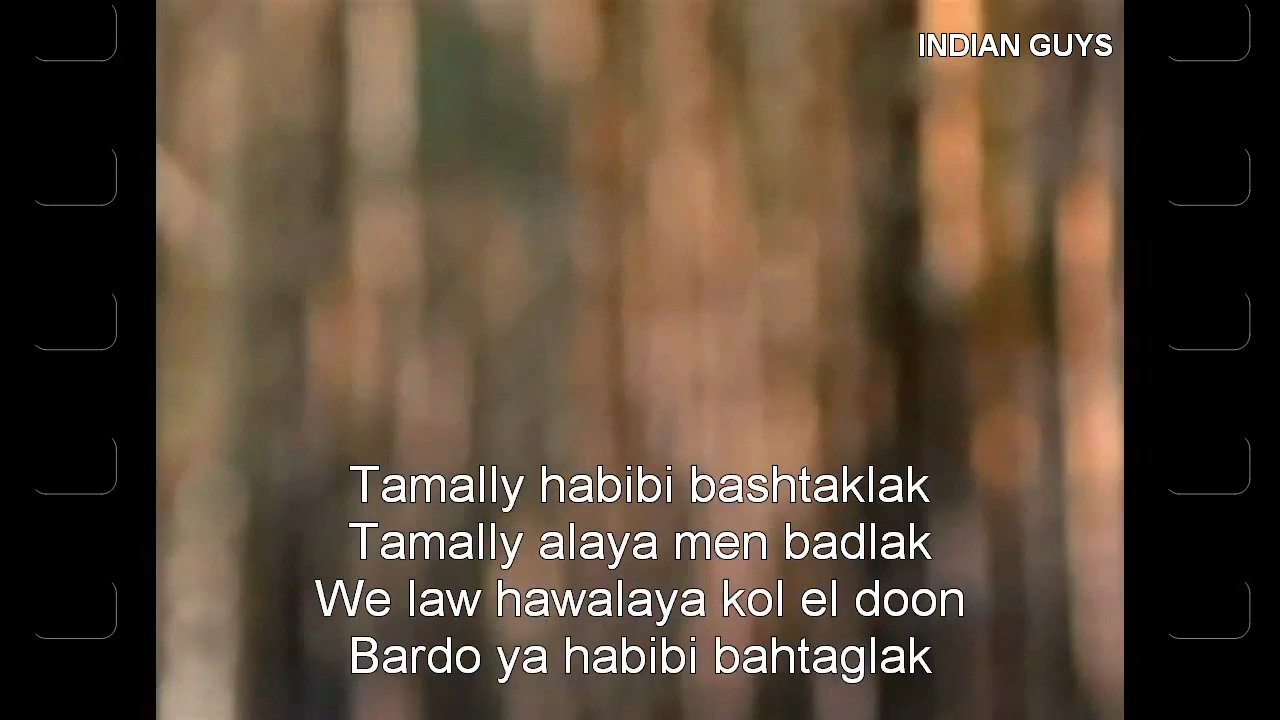 INDIAN GUYS
Tamally habibi bashtaklak
Tamally alaya men badlak
We law hawalaya kol el doon
Bardo ya habibi bahtaglak